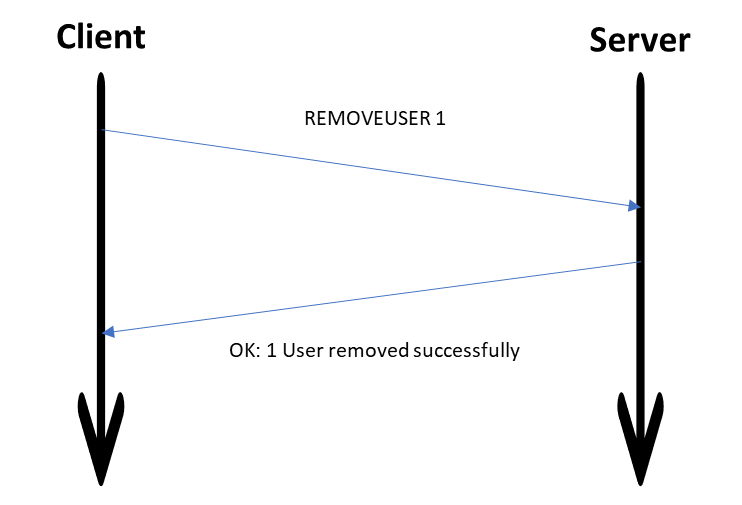 Client
Server
REMOVEUSER 1
OK: 1 User removed successfully